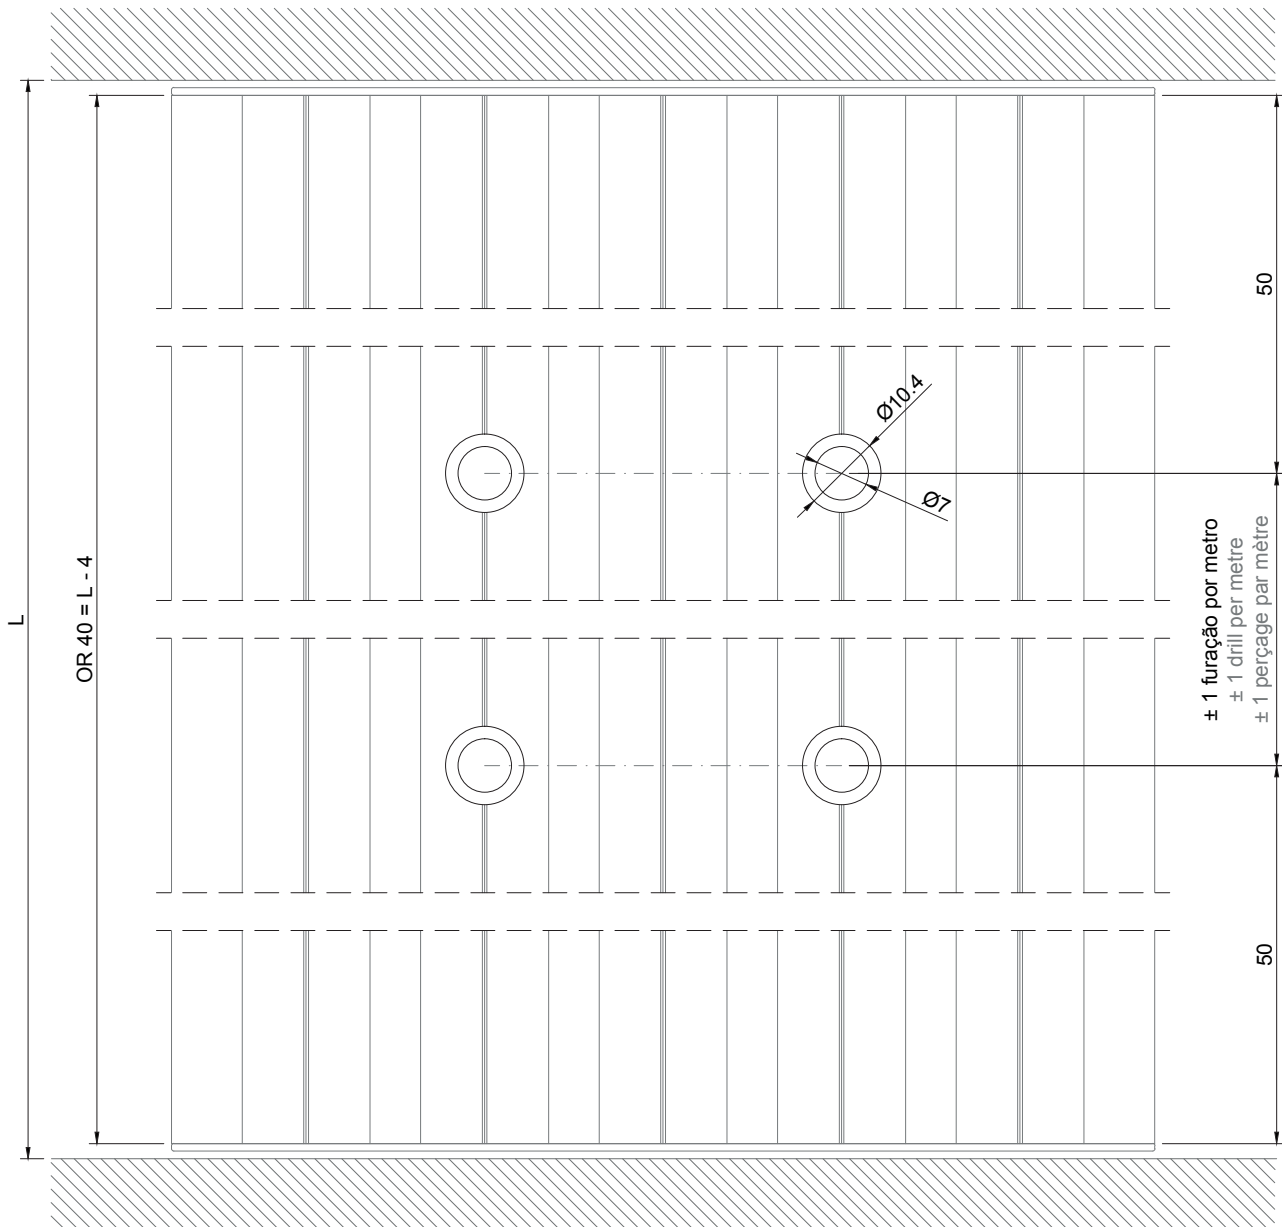 L
OR 40 = L - 4
Ø10.4
Ø7
50
± 1 furação por metro
± 1 drill per metre
± 1 perçage par mètre
50